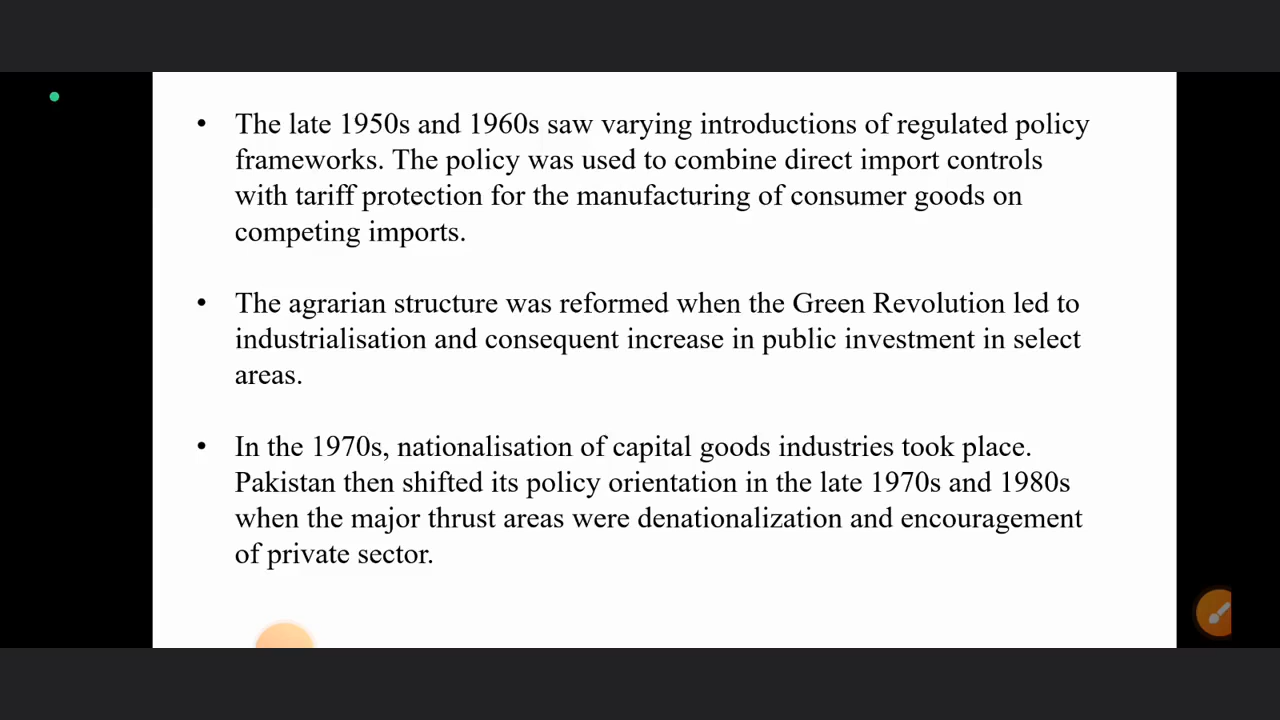 • The late 1950s and 1960s saw varying introductions of regulated policy
frameworks. The policy was used to combine direct import controls
with tariff protection for the manufacturing of consumer goods on
competing imports.
• The agrarian structure was reformed when the Green Revolution led to
industrialisation and consequent increase in public investment in select
areas.
• In the 1970s, nationalisation of capital goods industries took place.
Pakistan then shifted its policy orientation in the late 1970s and 1980s
when the major thrust areas were denationalization and encouragement
of private sector.